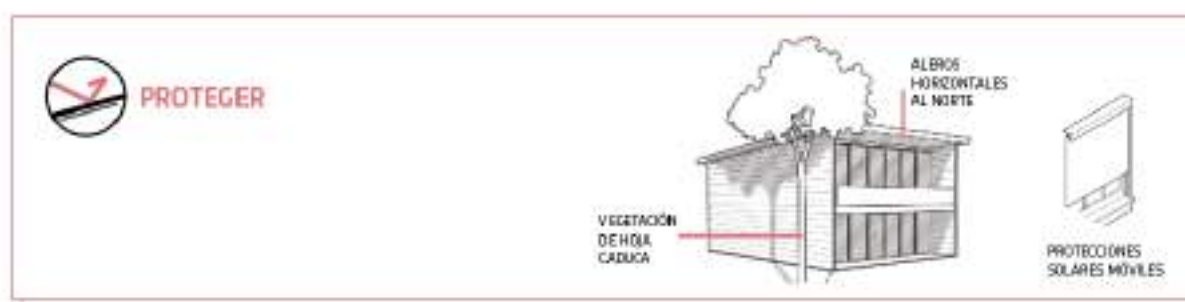 PROTEGER
ALEROS
HORIZONTALES
AL NORTE
VEGETACIÓN
DE HOJA
CADUCA
PROTECCIONES
SOLARES MÓVILES